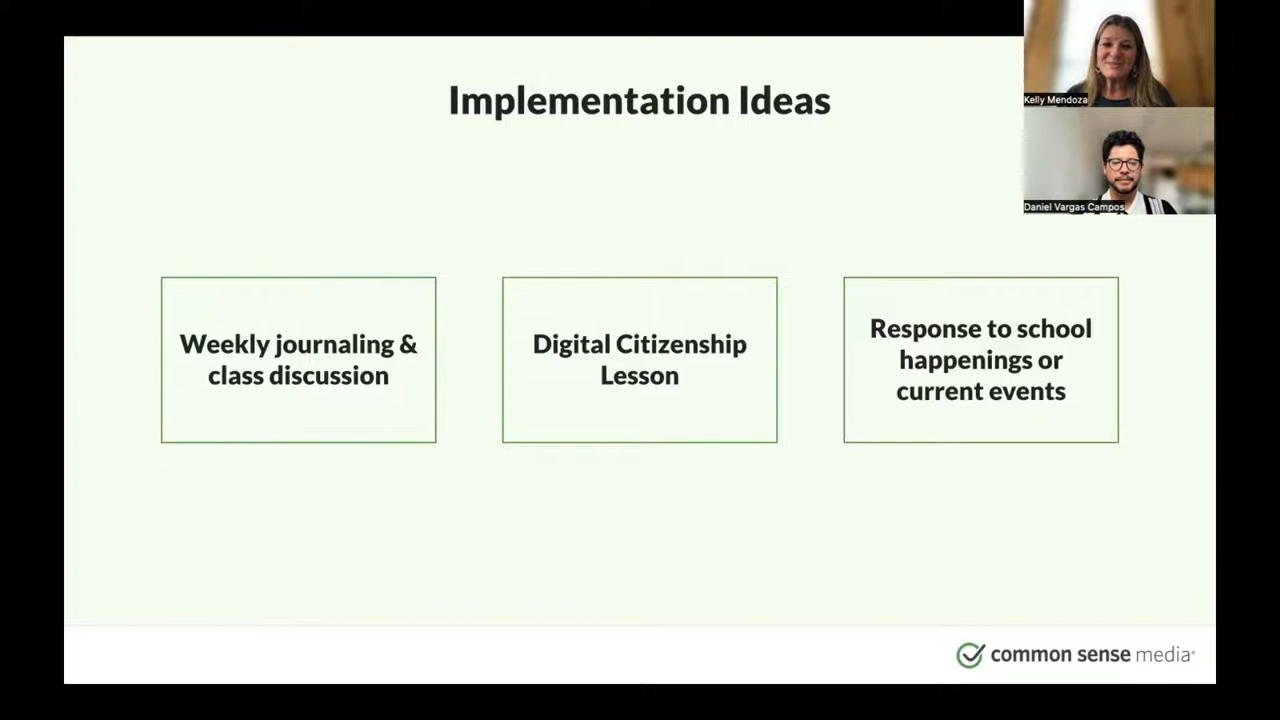 Implementation Ideas
Kelly Mendoza
Daniel Vargas Campos
Weekly journaling &
class discussion
Digital Citizenship
Lesson
Response to school
happenings or
current events
common sense media®